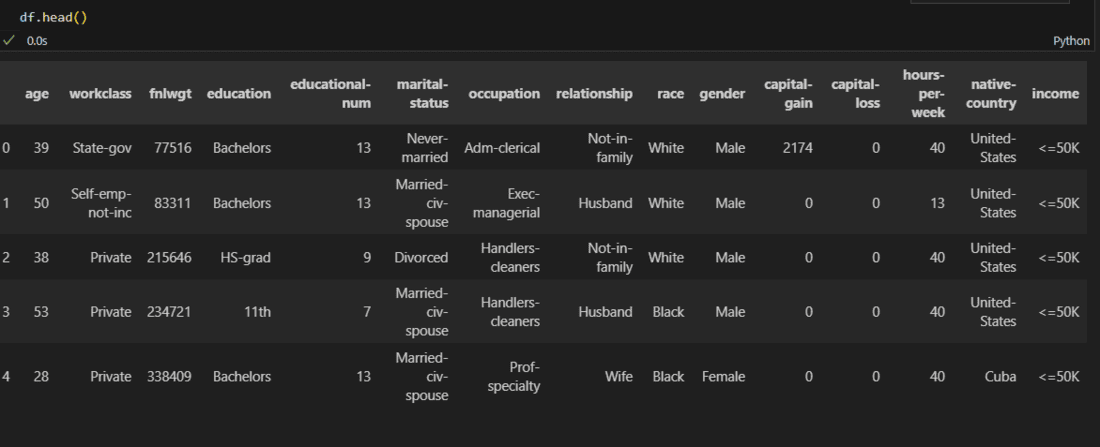 df.head()
0.0s
Python
age workclass fnlwgt education educational-num marital-status occupation relationship race gender capital-gain capital-loss hours-per-week native-country income
0 39 State-gov 77516 Bachelors 13 Never-married Adm-clerical Not-in-family White Male 2174 0 40 United-States <=50K
1 50 Self-emp-not-inc 83311 Bachelors 13 Married-civ-spouse Exec-managerial Husband White Male 0 0 13 United-States <=50K
2 38 Private 215646 HS-grad 9 Divorced Handlers-cleaners Not-in-family White Male 0 0 40 United-States <=50K
3 53 Private 234721 11th 7 Married-civ-spouse Handlers-cleaners Husband Black Male 0 0 40 United-States <=50K
4 28 Private 338409 Bachelors 13 Married-civ-spouse Prof-specialty Wife Black Female 0 0 40 Cuba <=50K